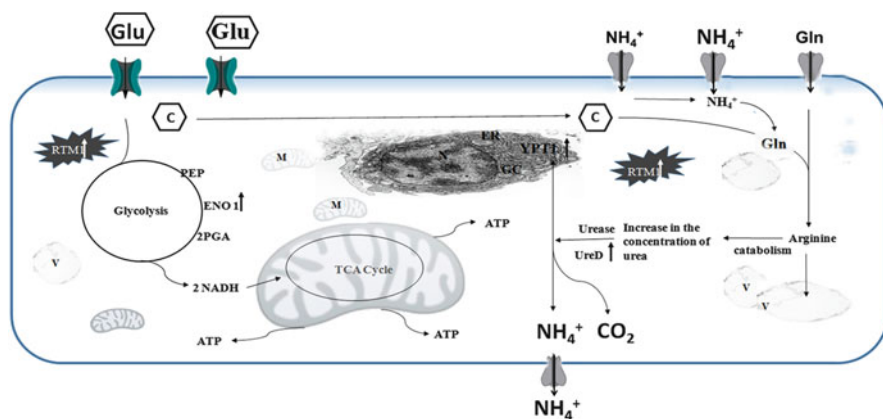 Glu
Glu
NH₄⁺
NH₄⁺
Gln
C
C
NH₄⁺
RTM1
M
ER
YPT1
N
GC
RTM1
Gln
PEP
Glycolysis
ENO 1
2PGA
M
ATP
Urease
UreD
Increase in the
concentration of
urea
catabolism
Arginine
V
TCA Cycle
2 NADH
V
V
ATP
ATP
NH₄⁺
CO₂
NH₄⁺